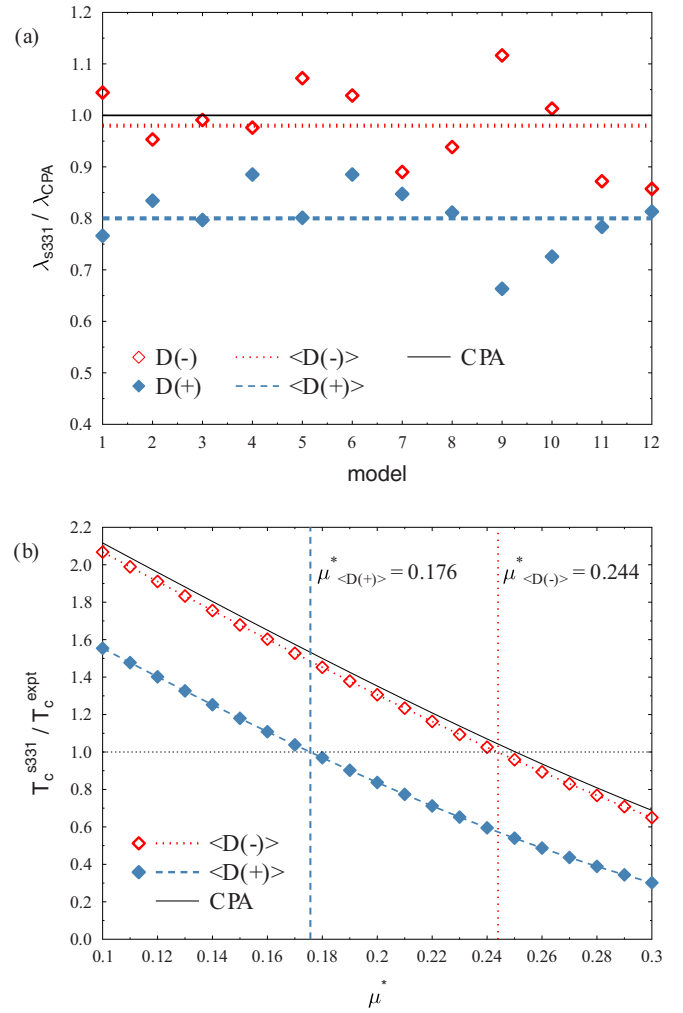 (a)
1.2
1.1
1.0
0.9
0.8
0.7
0.6
0.5
0.4
λs331 / λCPA
D(-) <D(-)> CPA
D(+) <D(+)>
1 2 3 4 5 6 7 8 9 10 11 12
model
(b)
2.2
2.0
1.8
1.6
1.4
1.2
1.0
0.8
0.6
0.4
0.2
0.0
Tc^s331 / Tc^expt
μ*<D(+)> = 0.176 μ*<D(-)> = 0.244
<D(-)>
<D(+)>
CPA
0.1 0.12 0.14 0.16 0.18 0.2 0.22 0.24 0.26 0.28 0.3
μ*